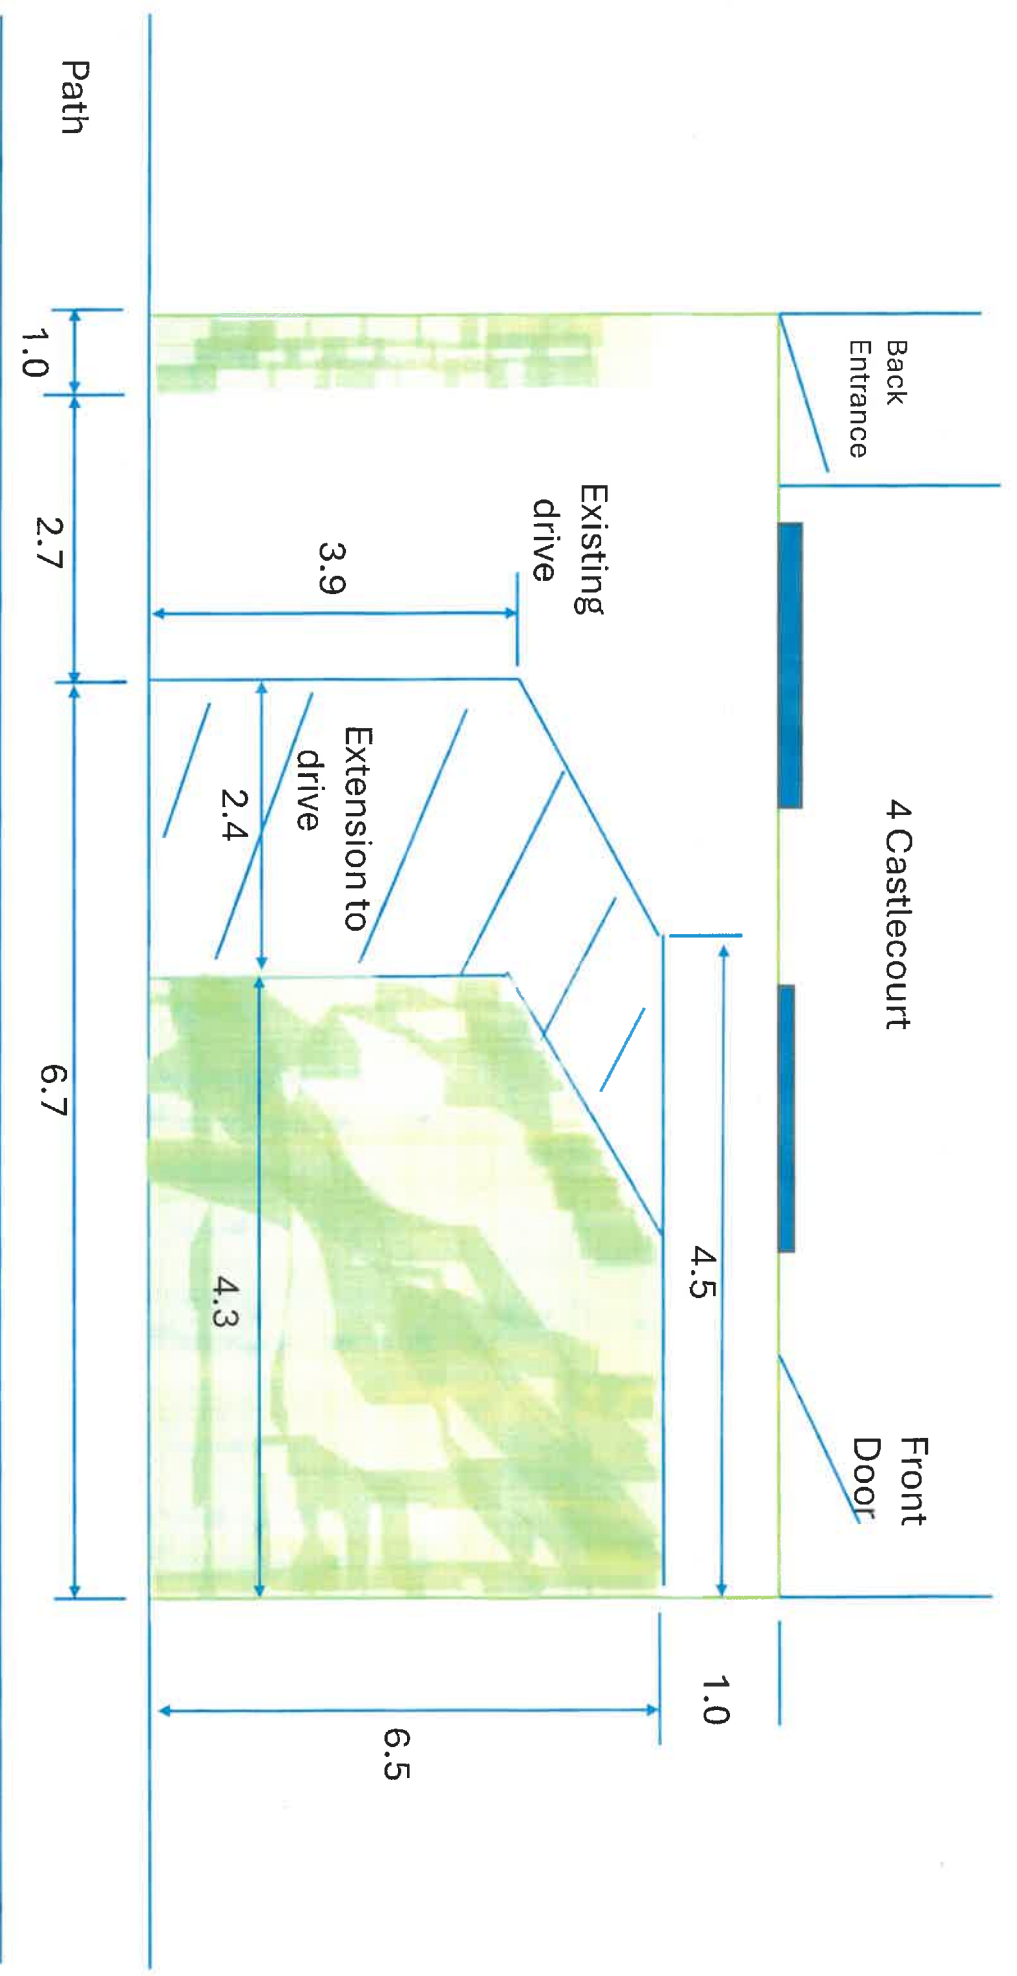 4 Castlecourt
Back
Entrance
Front
Door
1.0
4.5
6.5
Existing
drive
3.9
Extension to
drive
2.4
4.3
Path
1.0
2.7
6.7